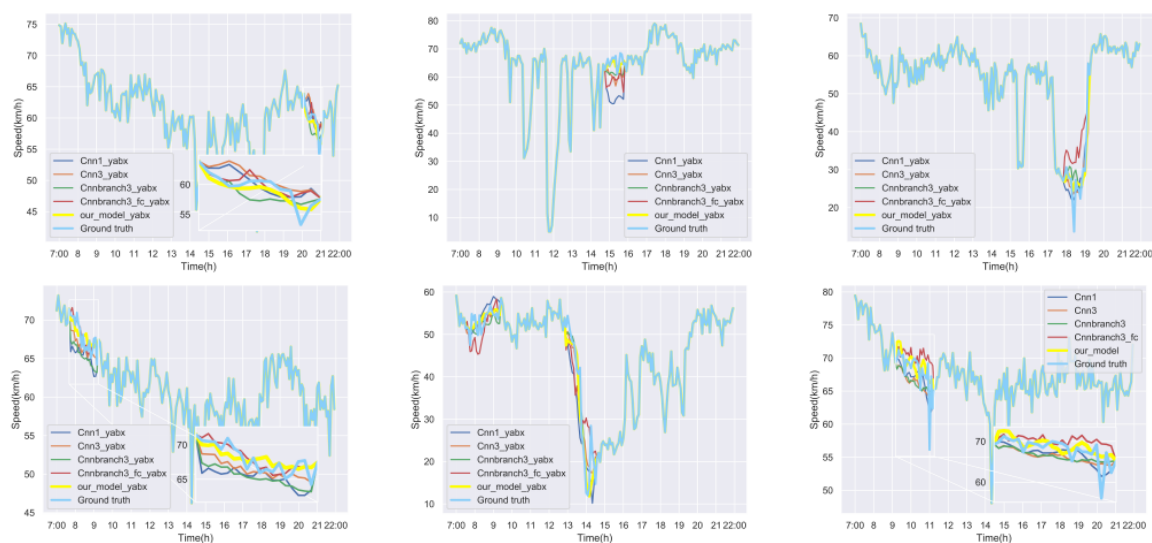 75
70
65
60
55
50
45
Speed(km/h)
Cnn1_yabx
Cnn3_yabx
Cnnbranch3_yabx
Cnnbranch3_fc_yabx
our_model_yabx
Ground truth
60
55
7:00 8 9 10 11 12 13 14 15 16 17 18 19 20 21 22:00
Time(h)
80
70
60
50
40
30
20
10
Speed(km/h)
Cnn1_yabx
Cnn3_yabx
Cnnbranch3_yabx
Cnnbranch3_fc_yabx
our_model_yabx
Ground truth
7:00 8 9 10 11 12 13 14 15 16 17 18 19 20 21 22:00
Time(h)
70
60
50
40
30
20
Speed(km/h)
Cnn1_yabx
Cnn3_yabx
Cnnbranch3_yabx
Cnnbranch3_fc_yabx
our_model_yabx
Ground truth
7:00 8 9 10 11 12 13 14 15 16 17 18 19 20 21 22:00
Time(h)
70
65
60
55
50
45
Speed(km/h)
Cnn1_yabx
Cnn3_yabx
Cnnbranch3_yabx
Cnnbranch3_fc_yabx
our_model_yabx
Ground truth
70
65
7:00 8 9 10 11 12 13 14 15 16 17 18 19 20 21 22:00
Time(h)
60
50
40
30
20
10
Speed(km/h)
Cnn1_yabx
Cnn3_yabx
Cnnbranch3_yabx
Cnnbranch3_fc_yabx
our_model_yabx
Ground truth
7:00 8 9 10 11 12 13 14 15 16 17 18 19 20 21 22:00
Time(h)
80
75
70
65
60
55
50
Speed(km/h)
Cnn1
Cnn3
Cnnbranch3
Cnnbranch3_fc
our_model
Ground truth
70
60
7:00 8 9 10 11 12 13 14 15 16 17 18 19 20 21 22:00
Time(h)